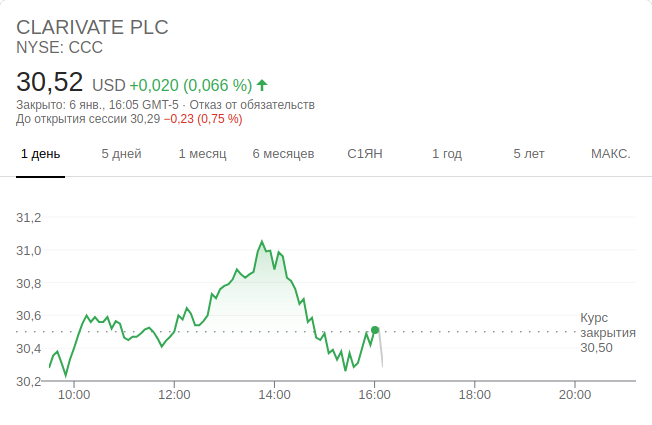 CLARIVATE PLC
NYSE: CCC
30,52 USD +0,020 (0,066 %)
Закрыто: 6 янв., 16:05 GMT-5 · Отказ от обязательств
До открытия сессии 30,29 −0,23 (0,75 %)
1 день 5 дней 1 месяц 6 месяцев С1ЯН 1 год 5 лет МАКС.
31,2
31,0
30,8
30,6
30,4
30,2
Курс
закрытия
30,50
10:00 12:00 14:00 16:00 18:00 20:00